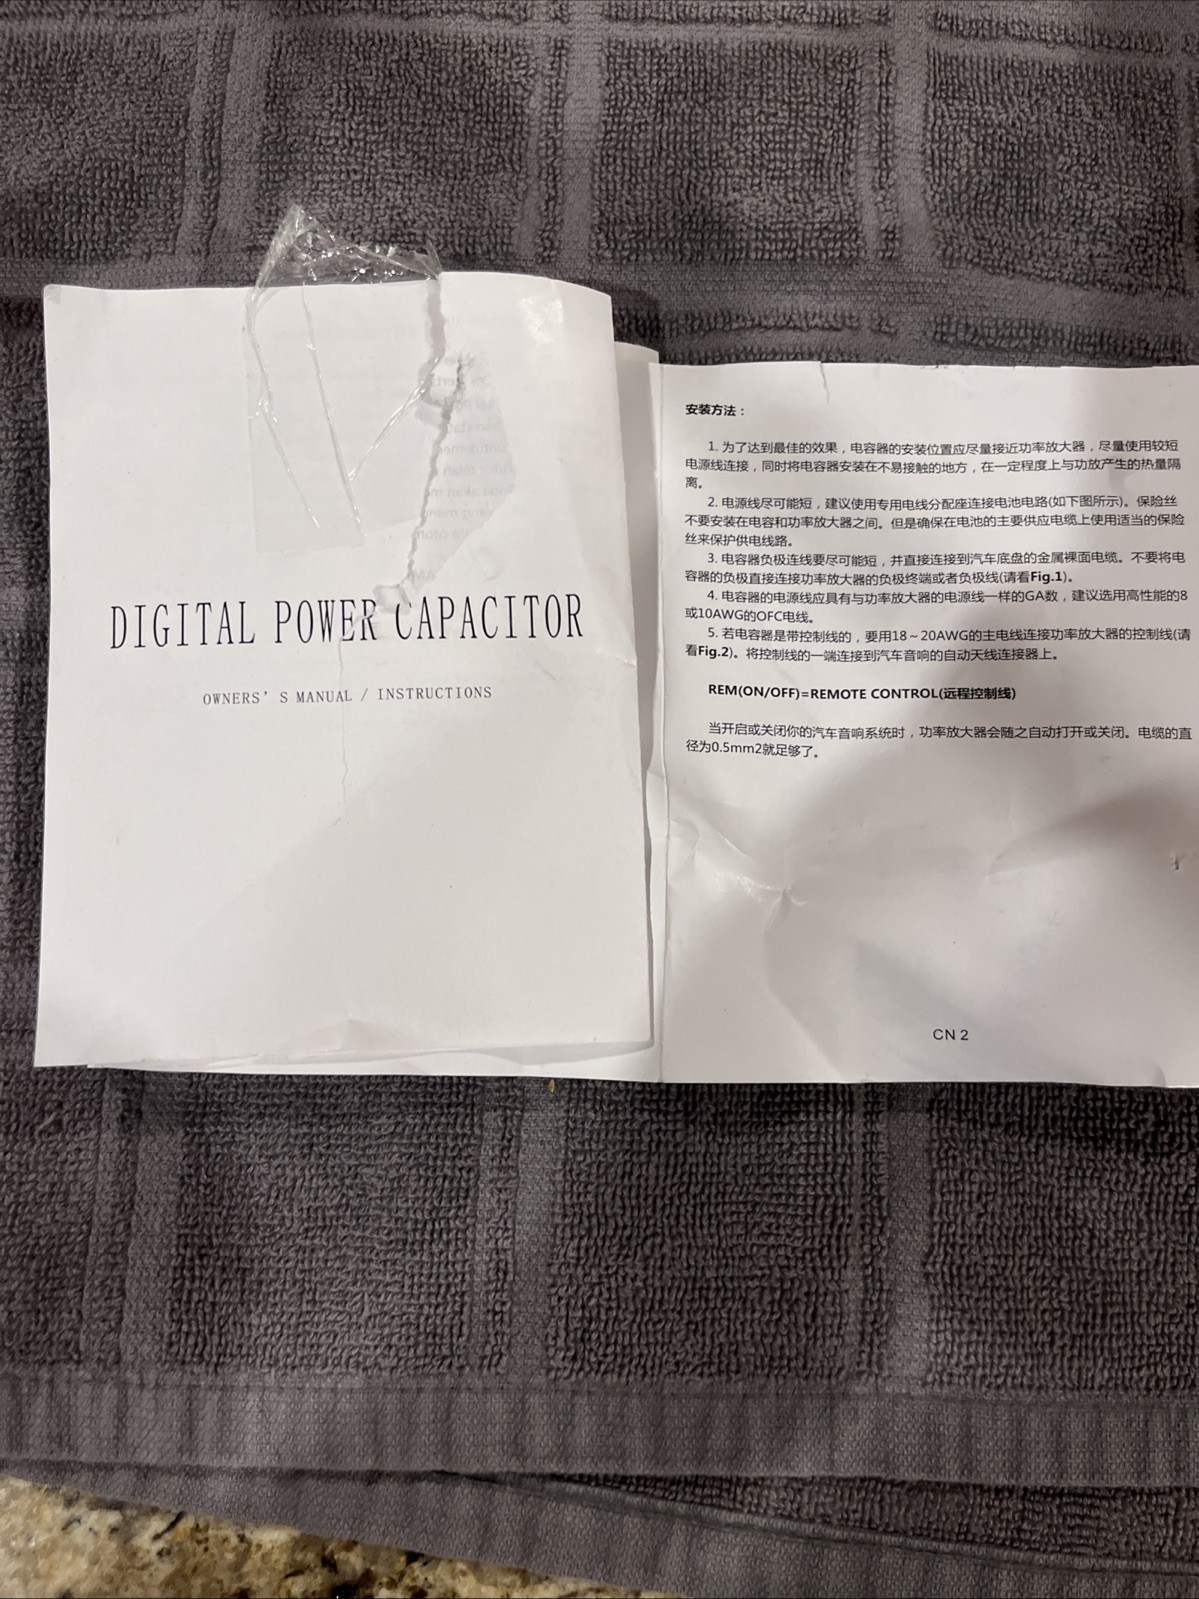 DIGITAL POWER CAPACITOR
OWNERS'S MANUAL / INSTRUCTIONS
安装方法：
1. 为了达到最佳的效果，电容器的安装位置应尽量接近功率放大器，尽量使用较短
电源线连接，同时将电容器安装在不易接触的地方，在一定程度上与功放产生的热量隔
离。
2. 电源线尽可能短，建议使用专用电线分配座连接电池电路(如下图所示)。保险丝
不要安装在电容和功率放大器之间。但是确保在电池的主要供应电缆上使用适当的保险
丝来保护供电线路。
3. 电容器负极连线要尽可能短，并直接连接到汽车底盘的金属裸面电缆。不要将电
容器的负极直接连接功率放大器的负极终端或者负极线(请看Fig.1)。
4. 电容器的电源线应具有与功率放大器的电源线一样的GA数，建议选用高性能的8
或10AWG的OFC电线。
5. 若电容器是带控制线的，要用18～20AWG的主电线连接功率放大器的控制线(请
看Fig.2)。将控制线的一端连接到汽车音响的自动天线连接器上。
REM(ON/OFF)=REMOTE CONTROL(远程控制线)
当开启或关闭你的汽车音响系统时，功率放大器会随之自动打开或关闭。电缆的直
径为0.5mm2就足够了。
CN 2